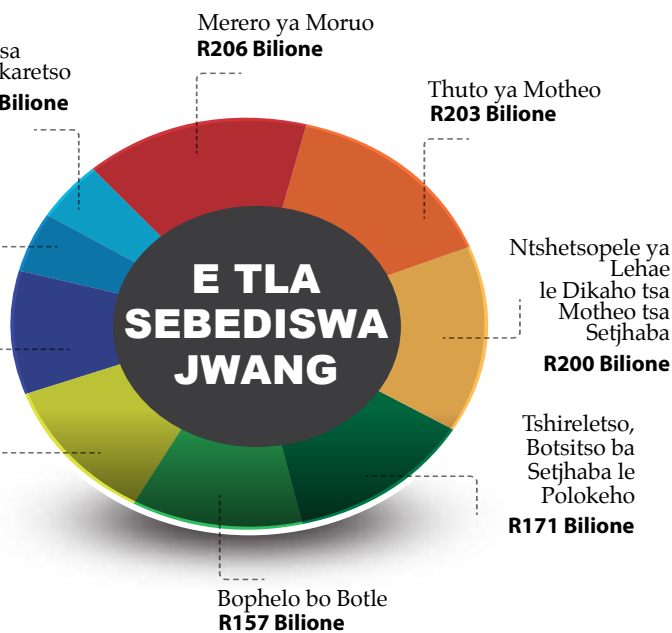 Merero ya Moruo
R206 Bilione
tsa
karetso
Bilione
Thuto ya Motheo
R203 Bilione
Ntshetsopele ya
Lehae
le Dikaho tsa
Motheo tsa
Setjhaba
R200 Bilione
E TLA
SEBEDISWA
JWANG
Tshireletso,
Botsitso ba
Setjhaba le
Polokeho
R171 Bilione
Bophelo bo Botle
R157 Bilione